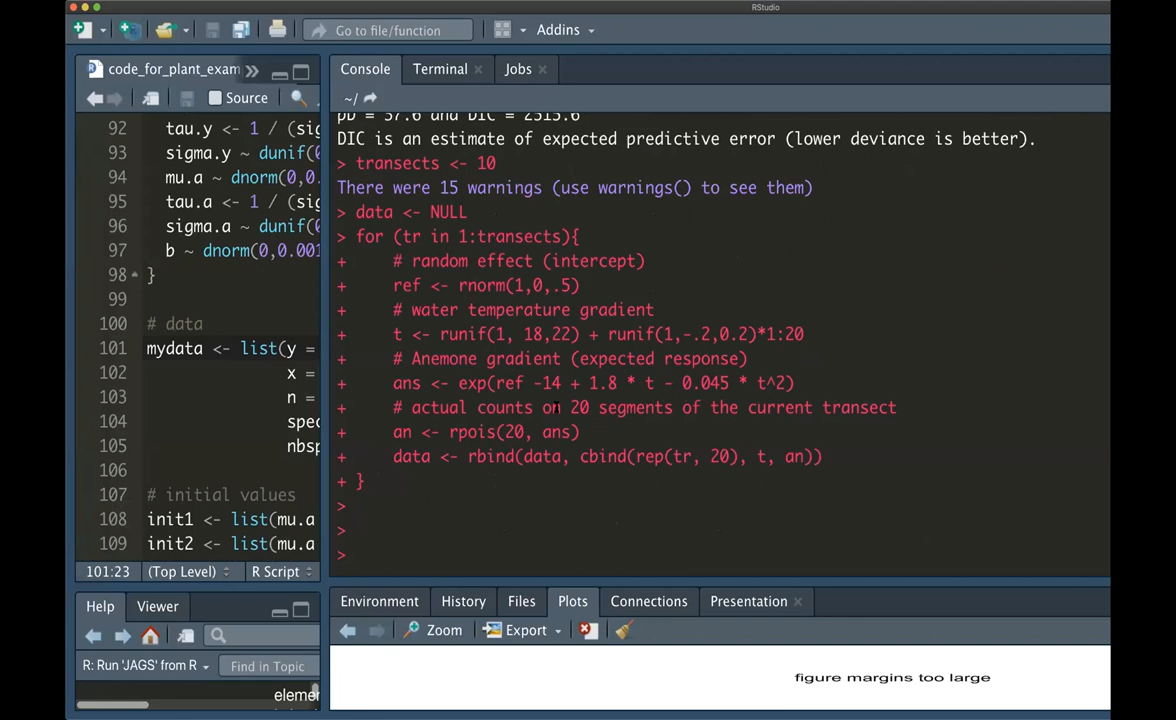 RStudio
Go to file/function
Addins
code_for_plant_exam
Source
92 tau.y <- 1 / (sig
93 sigma.y ~ dunif(0
94 mu.a ~ dnorm(0,0.
95 tau.a <- 1 / (sig
96 sigma.a ~ dunif(0
97 b ~ dnorm(0,0.001
98 }
99
100 # data
101 mydata <- list(y =
102 x =
103 n =
104 spec
105 nbsp
106
107 # initial values
108 init1 <- list(mu.a
109 init2 <- list(mu.a
101:23 (Top Level) R Script
Console Terminal Jobs
~/
pD = 37.6 and DIC = 2515.6
DIC is an estimate of expected predictive error (lower deviance is better).
> transects <- 10
There were 15 warnings (use warnings() to see them)
> data <- NULL
> for (tr in 1:transects){
+ # random effect (intercept)
+ ref <- rnorm(1,0,.5)
+ # water temperature gradient
+ t <- runif(1, 18,22) + runif(1,-.2,0.2)*1:20
+ # Anemone gradient (expected response)
+ ans <- exp(ref -14 + 1.8 * t - 0.045 * t^2)
+ # actual counts on 20 segments of the current transect
+ an <- rpois(20, ans)
+ data <- rbind(data, cbind(rep(tr, 20), t, an))
+ }
>
>
>
Help Viewer
R: Run 'JAGS' from R
Find in Topic
elemen
Environment History Files Plots Connections Presentation
Zoom Export
figure margins too large